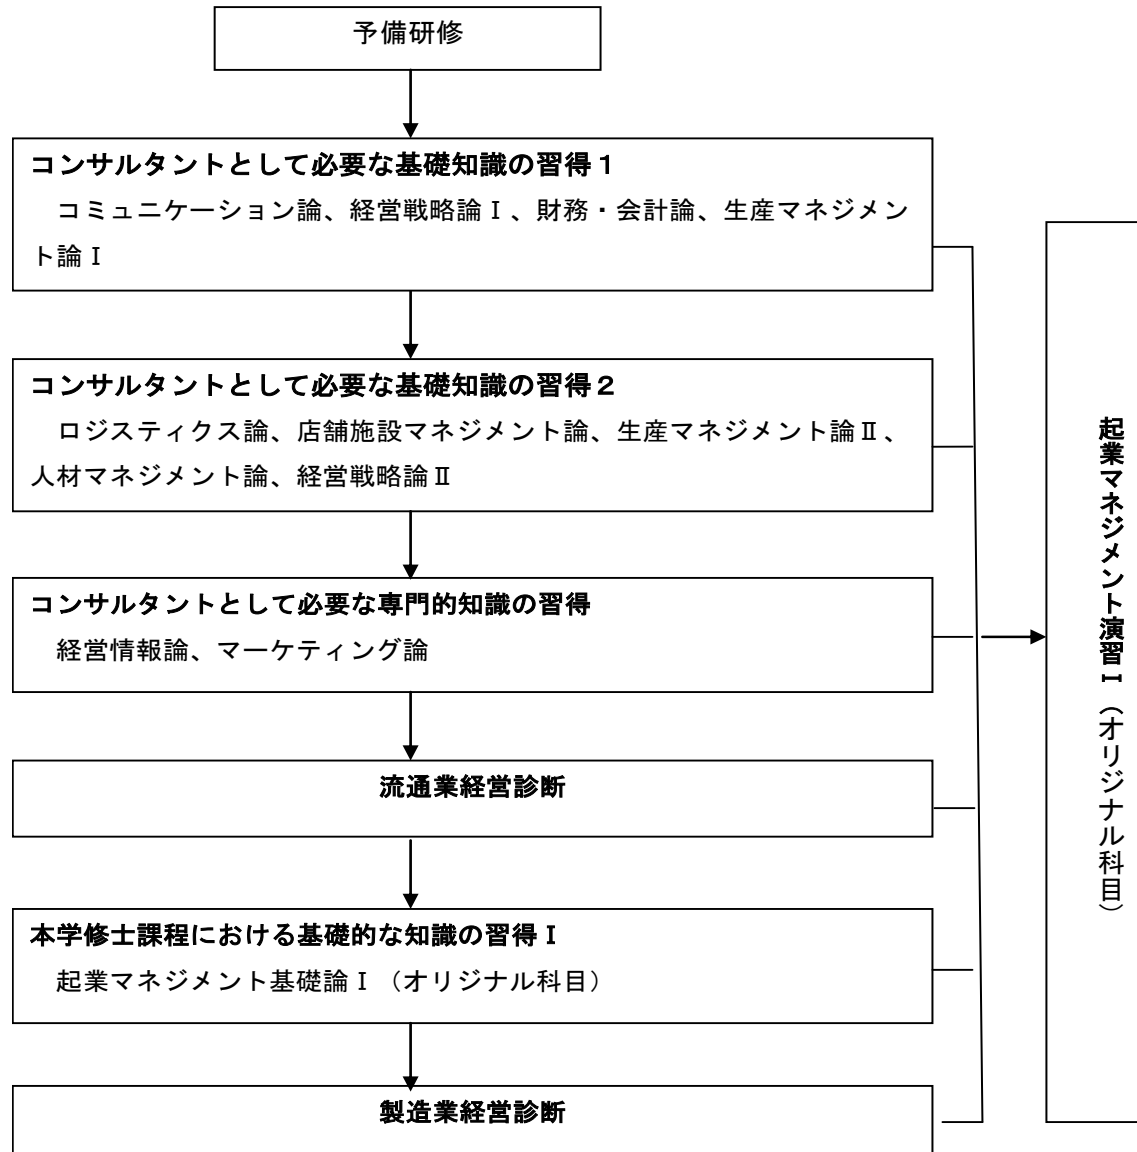 予備研修
コンサルタントとして必要な基礎知識の習得１
コミュニケーション論、経営戦略論Ⅰ、財務・会計論、生産マネジメン
ト論Ⅰ
コンサルタントとして必要な基礎知識の習得２
ロジスティクス論、店舗施設マネジメント論、生産マネジメント論Ⅱ、
人材マネジメント論、経営戦略論Ⅱ
コンサルタントとして必要な専門的知識の習得
経営情報論、マーケティング論
流通業経営診断
本学修士課程における基礎的な知識の習得Ⅰ
起業マネジメント基礎論Ⅰ（オリジナル科目）
製造業経営診断
起業マネジメント演習Ⅰ（オリジナル科目）